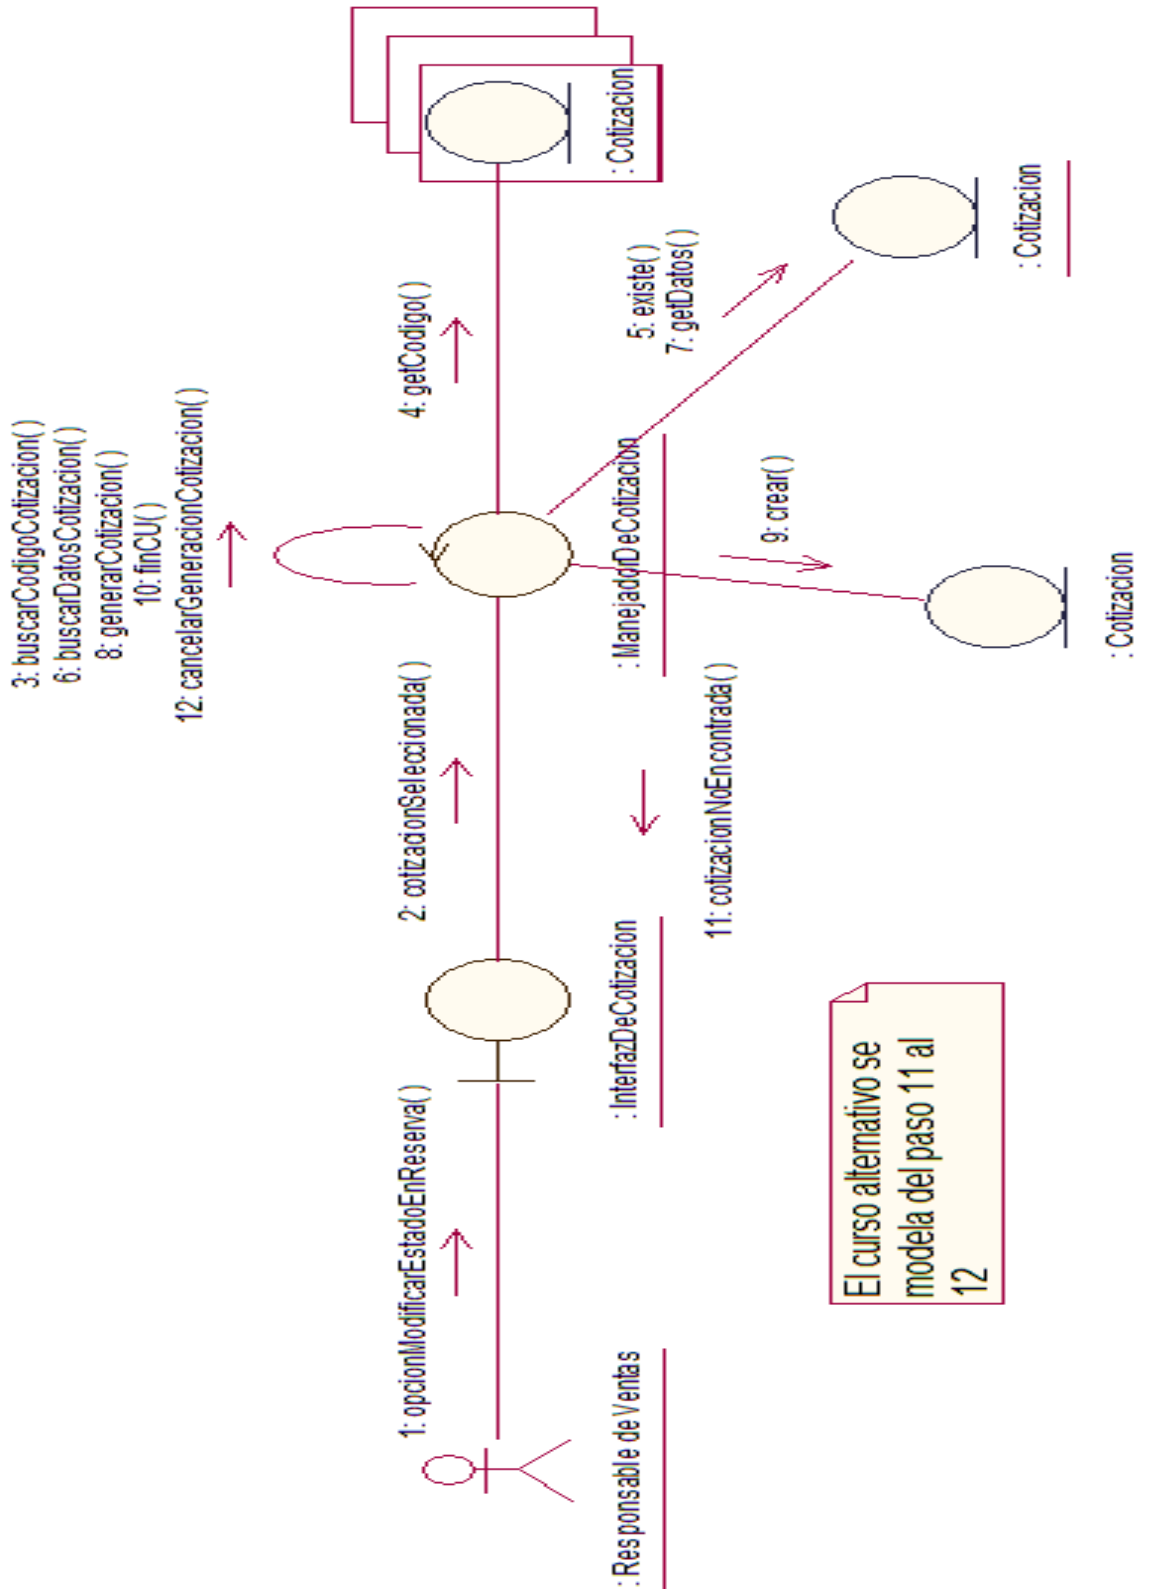 3: buscarCodigoCotizacion( )
6: buscarDatosCotizacion( )
8: generarCotizacion( )
10: finCU( )
12: cancelarGeneracionCotizacion( )
1: opcionModificarEstadoEnReserva( )
2: cotizacionSeleccionada( )
4: getCodigo( )
: Responsable de Ventas
: InterfazDeCotizacion
: ManejadorDeCotizacion
: Cotizacion
5: existe( )
7: getDatos( )
11: cotizacionNoEncontrada( )
9: crear( )
: Cotizacion
: Cotizacion
El curso alternativo se
modela del paso 11 al
12